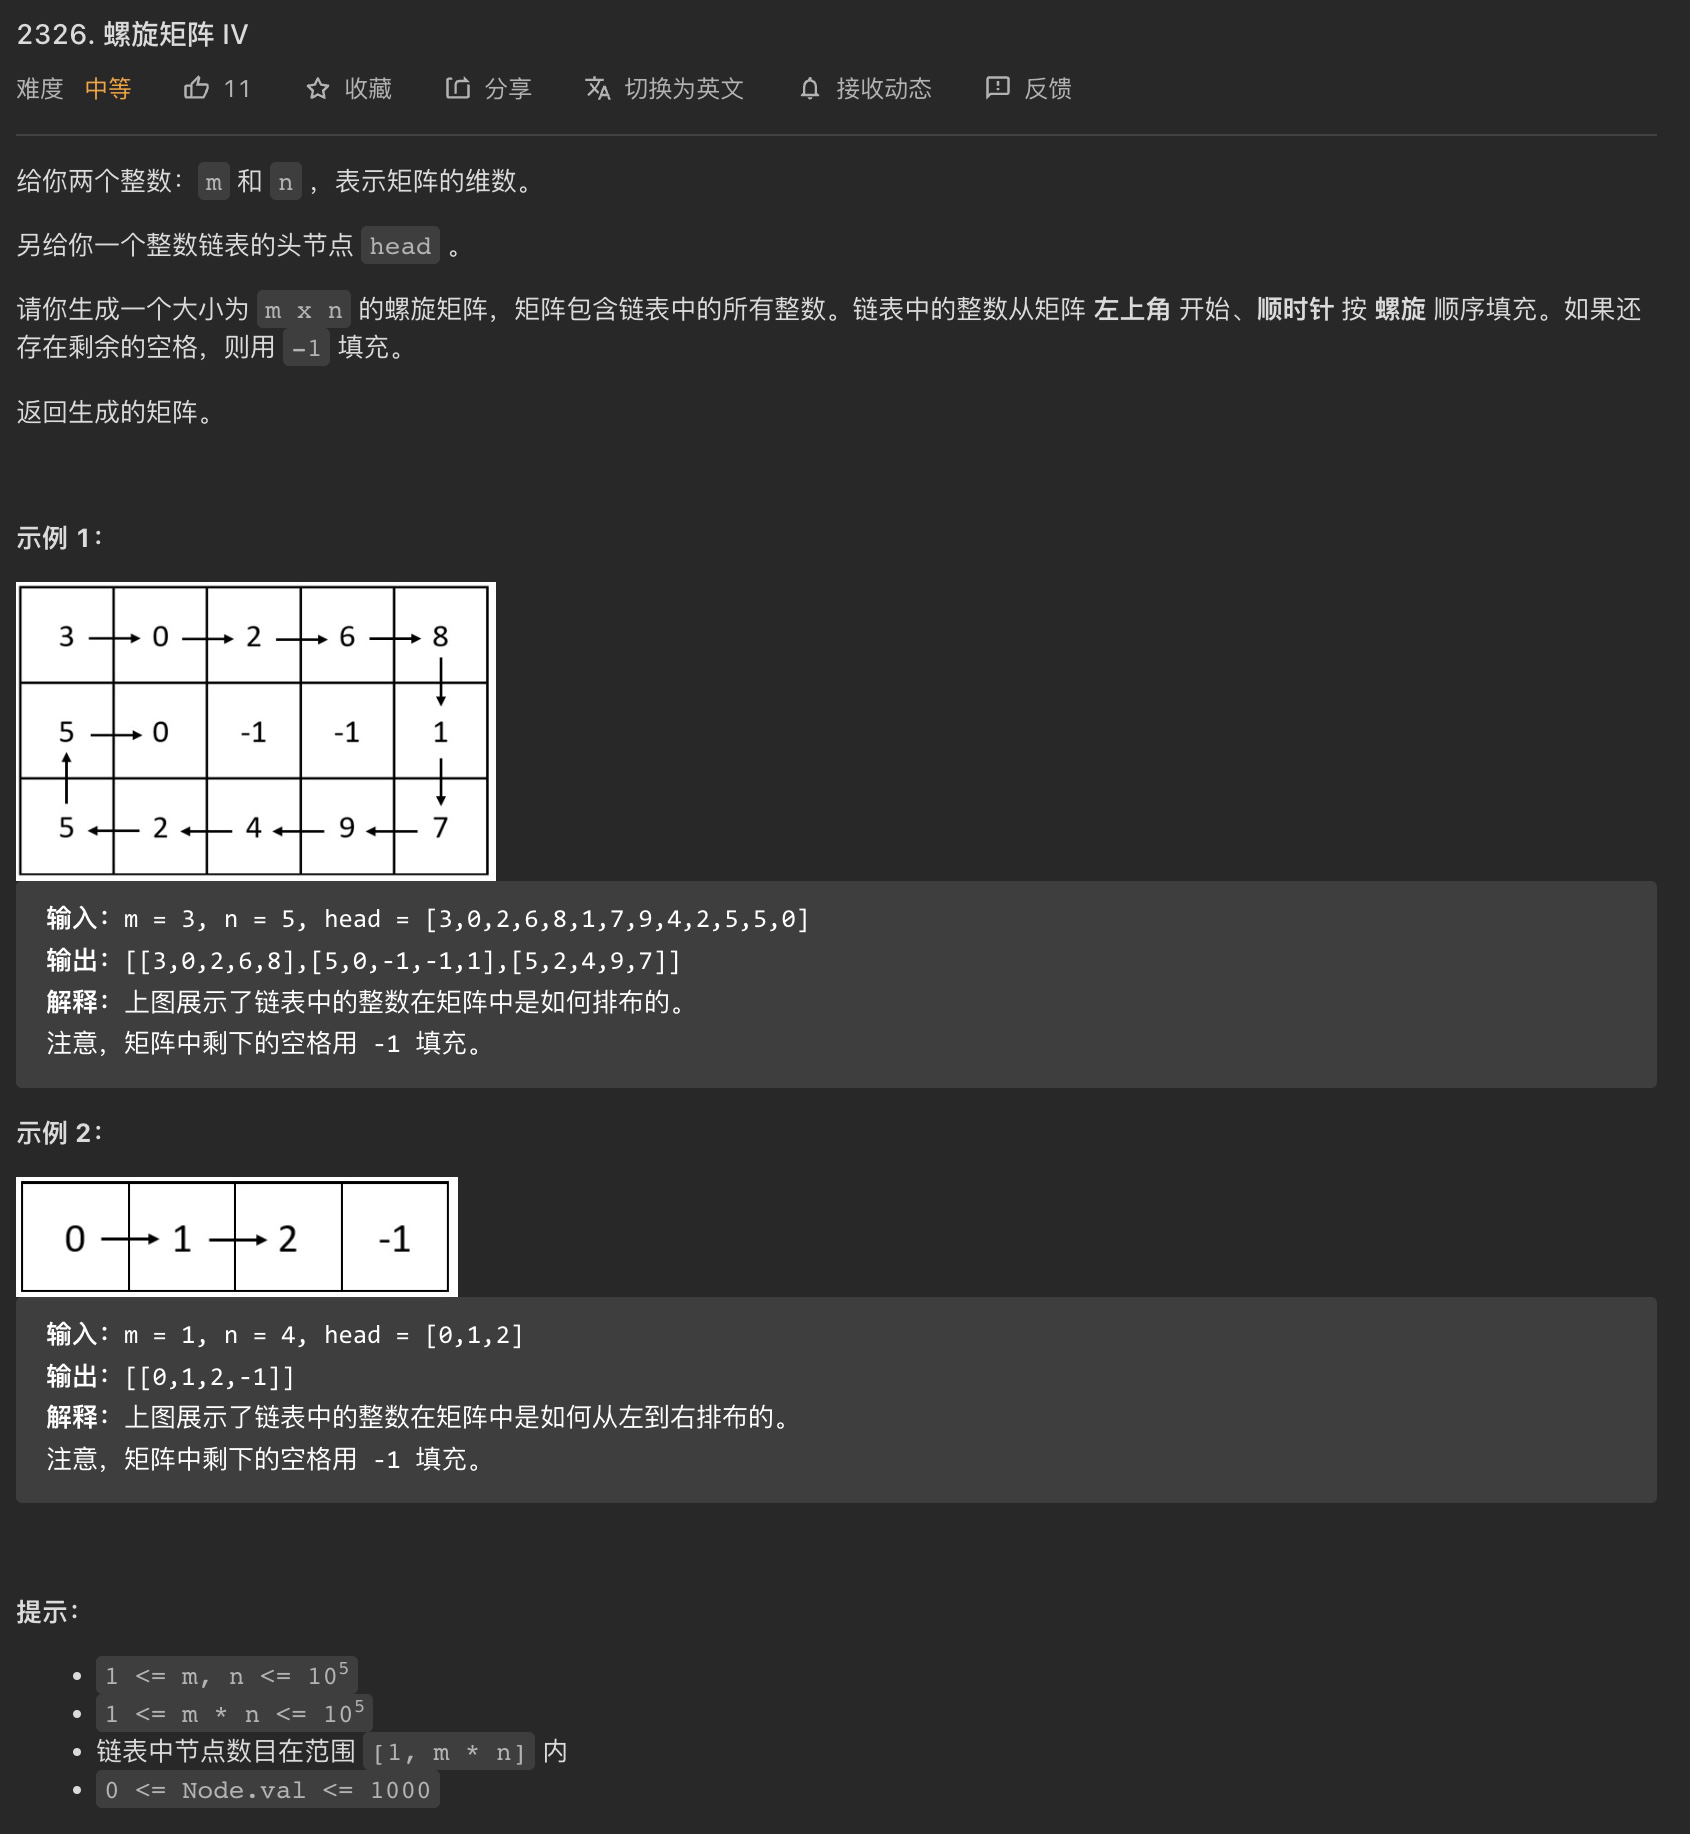 2326. 螺旋矩阵 IV
难度 中等 11 收藏 分享 切换为英文 接收动态 反馈
给你两个整数：m 和 n ，表示矩阵的维数。
另给你一个整数链表的头节点 head 。
请你生成一个大小为 m x n 的螺旋矩阵，矩阵包含链表中的所有整数。链表中的整数从矩阵 左上角 开始、顺时针 按 螺旋 顺序填充。如果还
存在剩余的空格，则用 -1 填充。
返回生成的矩阵。
示例 1：
3 0 2 6 8
5 0 -1 -1 1
5 2 4 9 7
输入：m = 3, n = 5, head = [3,0,2,6,8,1,7,9,4,2,5,5,0]
输出：[[3,0,2,6,8],[5,0,-1,-1,1],[5,2,4,9,7]]
解释：上图展示了链表中的整数在矩阵中是如何排布的。
注意，矩阵中剩下的空格用 -1 填充。
示例 2：
0 1 2 -1
输入：m = 1, n = 4, head = [0,1,2]
输出：[[0,1,2,-1]]
解释：上图展示了链表中的整数在矩阵中是如何从左到右排布的。
注意，矩阵中剩下的空格用 -1 填充。
提示：
1 <= m, n <= 10⁵
1 <= m * n <= 10⁵
链表中节点数目在范围 [1, m * n] 内
0 <= Node.val <= 1000